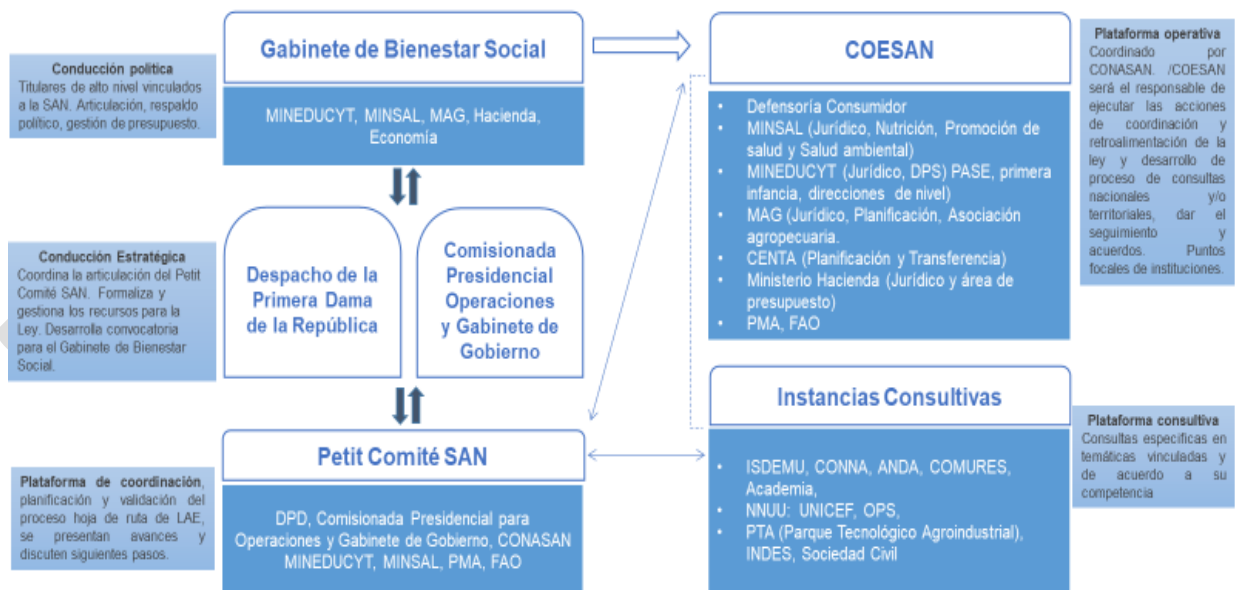 Gabinete de Bienestar Social
MINEDUCYT, MINSAL, MAG, Hacienda,
Economía
Conducción política
Titulares de alto nivel vinculados
a la SAN. Articulación, respaldo
político, gestión de presupuesto.
Conducción Estratégica
Coordina la articulación del Petit
Comité SAN. Formaliza y
gestiona los recursos para la
Ley. Desarrolla convocatoria
para el Gabinete de Bienestar
Social.
Despacho de la
Primera Dama
de la República
Comisionada
Presidencial
Operaciones
y Gabinete de
Gobierno
Petit Comité SAN
DPD, Comisionada Presidencial para
Operaciones y Gabinete de Gobierno, CONASAN
MINEDUCYT, MINSAL, PMA, FAO
Plataforma de coordinación,
planificación y validación del
proceso hoja de ruta de LAE,
se presentan avances y
discuten siguientes pasos.
COESAN
• Defensoría Consumidor
• MINSAL (Jurídico, Nutrición, Promoción de
salud y Salud ambiental)
• MINEDUCYT (Jurídico, DPS) PASE, primera
infancia, direcciones de nivel)
• MAG (Jurídico, Planificación, Asociación
agropecuaria.
• CENTA (Planificación y Transferencia)
• Ministerio Hacienda (Jurídico y área de
presupuesto)
• PMA, FAO
Plataforma operativa
Coordinado por
CONASAN. /COESAN
será el responsable de
ejecutar las acciones
de coordinación y
retroalimentación de la
ley y desarrollo de
proceso de consultas
nacionales y/o
territoriales, dar el
seguimiento y
acuerdos. Puntos
focales de instituciones.
Instancias Consultivas
• ISDEMU, CONNA, ANDA, COMURES,
Academia,
• NNUU: UNICEF, OPS,
• PTA (Parque Tecnológico Agroindustrial),
INDES, Sociedad Civil
Plataforma consultiva
Consultas especificas en
temáticas vinculadas y
de acuerdo a su
competencia